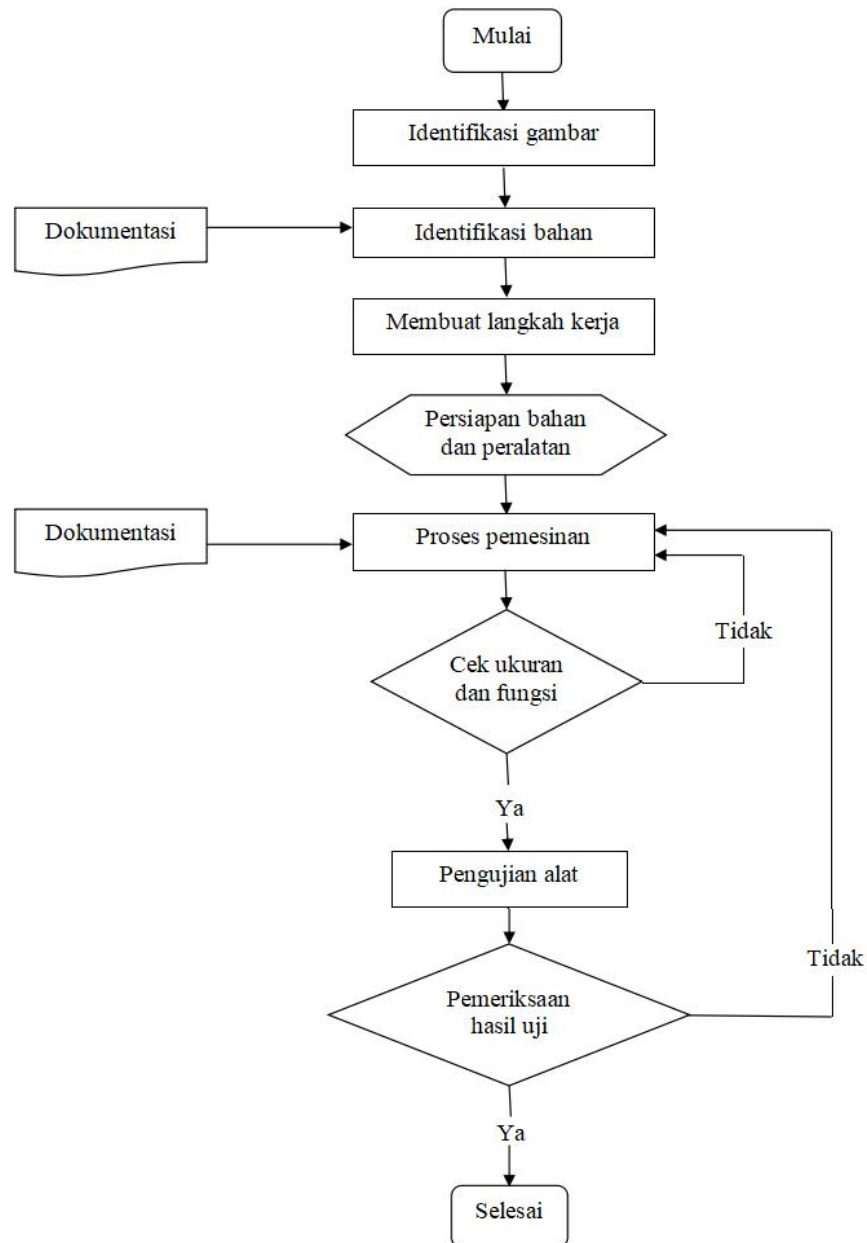 Mulai
Identifikasi gambar
Dokumentasi
Identifikasi bahan
Membuat langkah kerja
Persiapan bahan
dan peralatan
Dokumentasi
Proses pemesinan
Tidak
Cek ukuran
dan fungsi
Ya
Pengujian alat
Tidak
Pemeriksaan
hasil uji
Ya
Selesai